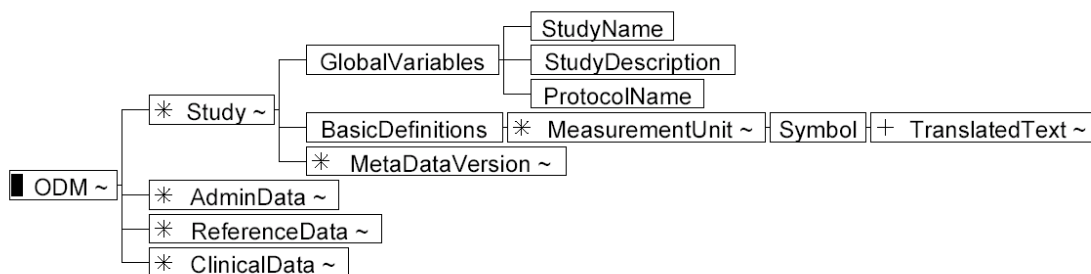 StudyName
GlobalVariables
StudyDescription
ProtocolName
* Study ~
BasicDefinitions * MeasurementUnit ~ Symbol + TranslatedText ~
* MetaDataVersion ~
ODM ~
* AdminData ~
* ReferenceData ~
* ClinicalData ~